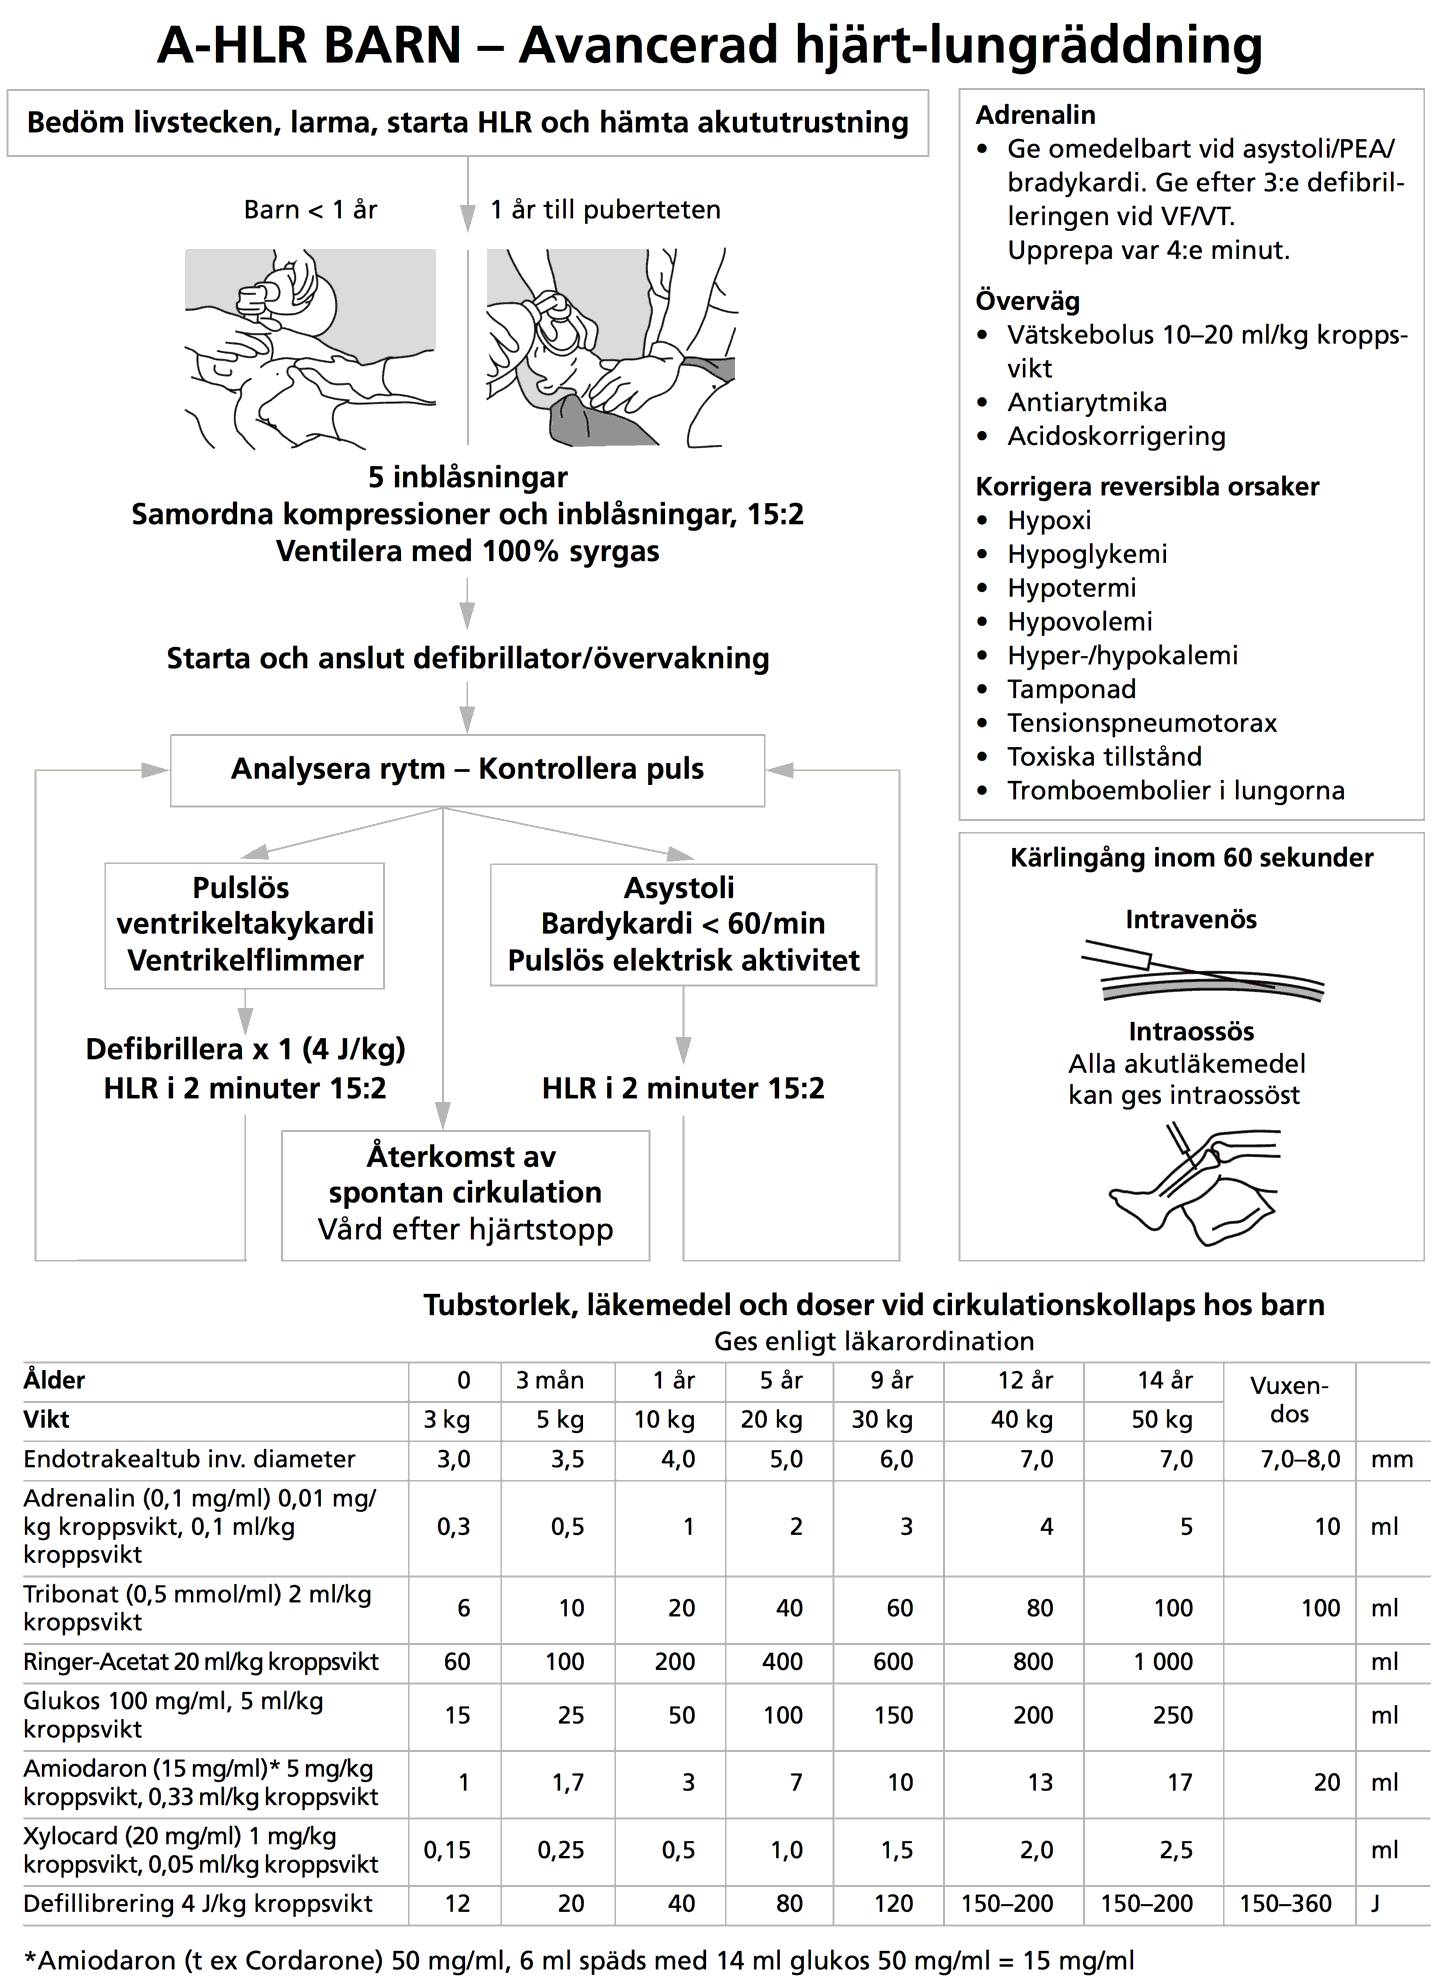 A-HLR BARN – Avancerad hjärt-lungräddning
Bedöm livstecken, larma, starta HLR och hämta akututrustning
Barn < 1 år
1 år till puberteten
5 inblåsningar
Samordna kompressioner och inblåsningar, 15:2
Ventilera med 100% syrgas
Starta och anslut defibrillator/övervakning
Analysera rytm – Kontrollera puls
Pulslös
ventrikeltakykardi
Ventrikelflimmer
Defibrillera x 1 (4 J/kg)
HLR i 2 minuter 15:2
Asystoli
Bardykardi < 60/min
Pulslös elektrisk aktivitet
HLR i 2 minuter 15:2
Återkomst av
spontan cirkulation
Vård efter hjärtstopp
Adrenalin
• Ge omedelbart vid asystoli/PEA/
bradykardi. Ge efter 3:e defibril-
leringen vid VF/VT.
Upprepa var 4:e minut.
Överväg
• Vätskebolus 10–20 ml/kg kropps-
vikt
• Antiarytmika
• Acidoskorrigering
Korrigera reversibla orsaker
• Hypoxi
• Hypoglykemi
• Hypotermi
• Hypovolemi
• Hyper-/hypokalemi
• Tamponad
• Tensionspneumotorax
• Toxiska tillstånd
• Tromboembolier i lungorna
Kärlingång inom 60 sekunder
Intravenös
Intraossös
Alla akutläkemedel
kan ges intraossöst
Tubstorlek, läkemedel och doser vid cirkulationskollaps hos barn
Ges enligt läkarordination
Ålder 0 3 mån 1 år 5 år 9 år 12 år 14 år Vuxen-
dos
Vikt 3 kg 5 kg 10 kg 20 kg 30 kg 40 kg 50 kg
Endotrakealtub inv. diameter 3,0 3,5 4,0 5,0 6,0 7,0 7,0 7,0–8,0 mm
Adrenalin (0,1 mg/ml) 0,01 mg/
kg kroppsvikt, 0,1 ml/kg 0,3 0,5 1 2 3 4 5 10 ml
kroppsvikt
Tribonat (0,5 mmol/ml) 2 ml/kg
kroppsvikt 6 10 20 40 60 80 100 100 ml
Ringer-Acetat 20 ml/kg kroppsvikt 60 100 200 400 600 800 1 000 ml
Glukos 100 mg/ml, 5 ml/kg
kroppsvikt 15 25 50 100 150 200 250 ml
Amiodaron (15 mg/ml)* 5 mg/kg
kroppsvikt, 0,33 ml/kg kroppsvikt 1 1,7 3 7 10 13 17 20 ml
Xylocard (20 mg/ml) 1 mg/kg
kroppsvikt, 0,05 ml/kg kroppsvikt 0,15 0,25 0,5 1,0 1,5 2,0 2,5 ml
Defillibrering 4 J/kg kroppsvikt 12 20 40 80 120 150–200 150–200 150–360 J
*Amiodaron (t ex Cordarone) 50 mg/ml, 6 ml späds med 14 ml glukos 50 mg/ml = 15 mg/ml